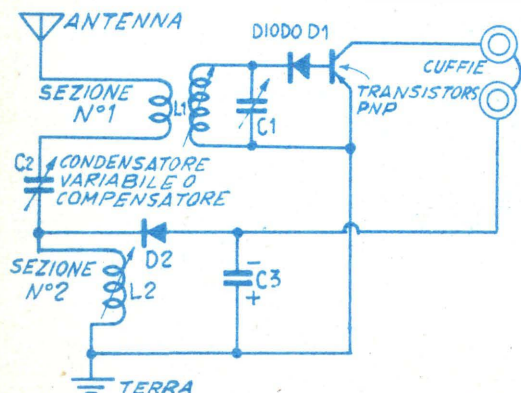 ANTENNA
DIODO D1
CUFFIE
SEZIONE
N°1
L1
C1
TRANSISTORS
PNP
C2
CONDENSATORE
VARIABILE O
COMPENSATORE
D2
SEZIONE
N°2
L2
−
C3
+
TERRA